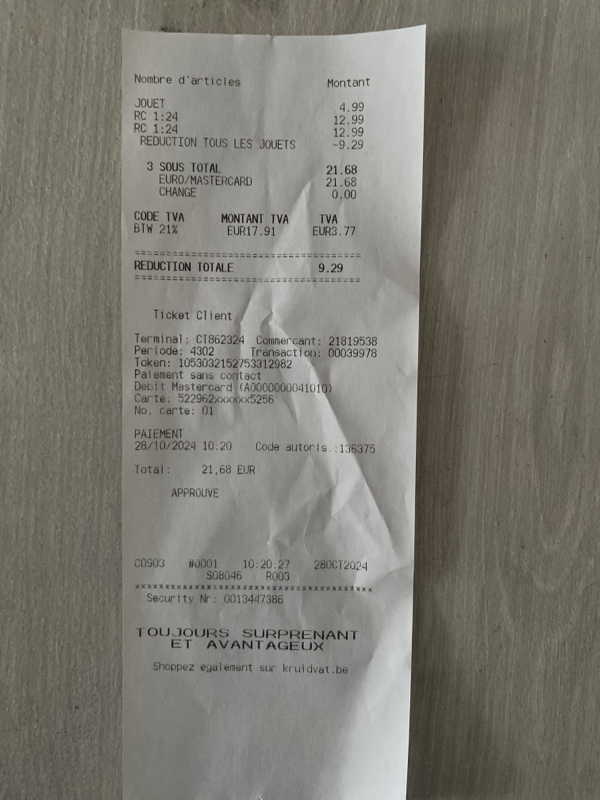 Nombre d'articles Montant
JOUET 4.99
RC 1:24 12.99
RC 1:24 12.99
REDUCTION TOUS LES JOUETS -9.29
3 SOUS TOTAL 21.68
EURO/MASTERCARD 21.68
CHANGE 0.00
CODE TVA MONTANT TVA TVA
BTW 21% EUR17.91 EUR3.77
======================================
REDUCTION TOTALE 9.29
======================================
Ticket Client
Terminal: CT862324 Commercant: 21819538
Periode: 4302 Transaction: 00039978
Token: 1053032152753312982
Paiement sans contact
Debit Mastercard (A0000000041010)
Carte: 522962xxxxxx5256
No. carte: 01
PAIEMENT
28/10/2024 10:20 Code autoris.:136375
Total: 21,68 EUR
APPROUVE
C0903 #0001 10:20:27 28OCT2024
S08046 R003
***************************************
Security Nr: 0013447386
TOUJOURS SURPRENANT
ET AVANTAGEUX
Shoppez egalement sur kruidvat.be